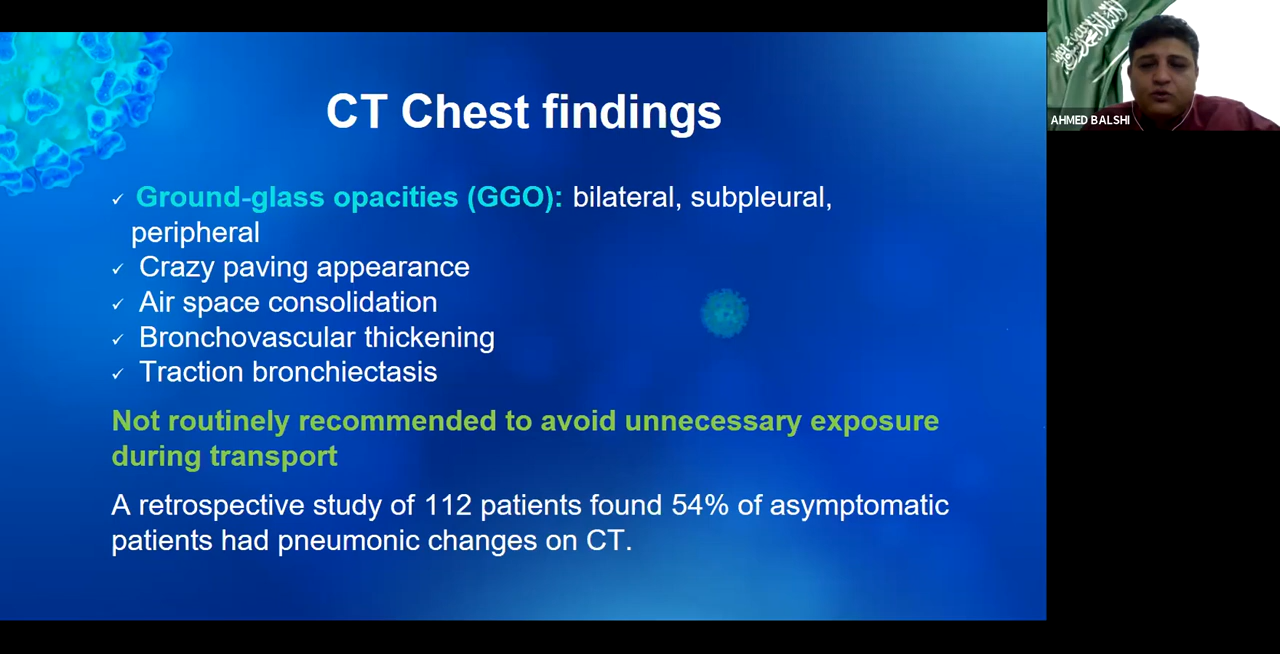 CT Chest findings
✓ Ground-glass opacities (GGO): bilateral, subpleural,
peripheral
✓ Crazy paving appearance
✓ Air space consolidation
✓ Bronchovascular thickening
✓ Traction bronchiectasis
Not routinely recommended to avoid unnecessary exposure
during transport
A retrospective study of 112 patients found 54% of asymptomatic
patients had pneumonic changes on CT.
AHMED BALSHI